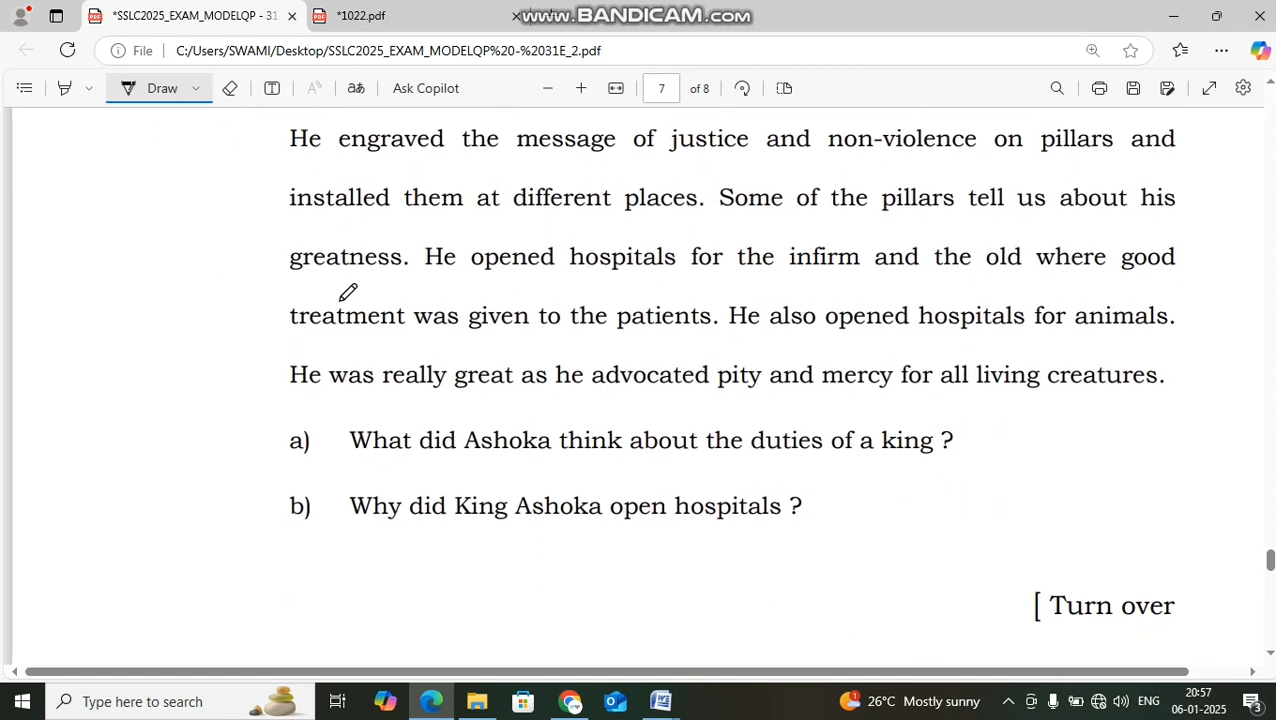 *SSLC2025_EXAM_MODELQP - 31
*1022.pdf
www.BANDICAM.com
File C:/Users/SWAMI/Desktop/SSLC2025_EXAM_MODELQP%20-%2031E_2.pdf
Draw
Ask Copilot
7 of 8
He engraved the message of justice and non-violence on pillars and
installed them at different places. Some of the pillars tell us about his
greatness. He opened hospitals for the infirm and the old where good
treatment was given to the patients. He also opened hospitals for animals.
He was really great as he advocated pity and mercy for all living creatures.
a) What did Ashoka think about the duties of a king ?
b) Why did King Ashoka open hospitals ?
[ Turn over
Type here to search
26°C Mostly sunny
ENG
20:57
06-01-2025